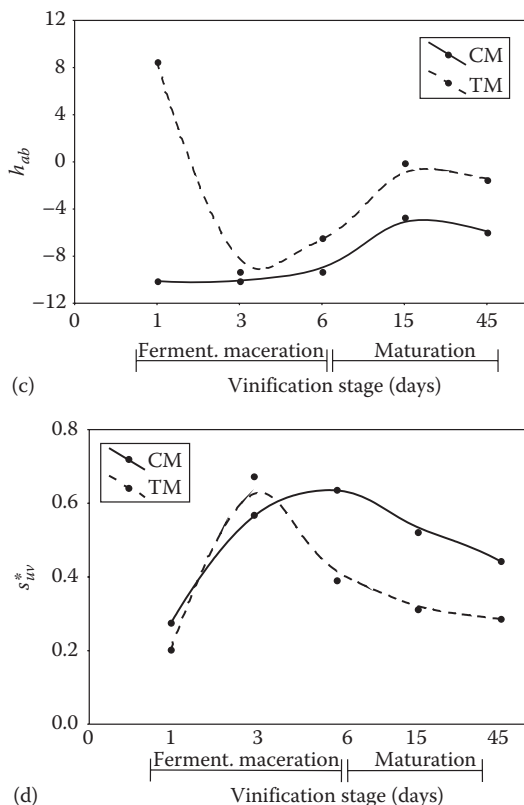 12
8
4
0
−4
−8
−12
h_ab
CM
TM
0 1 3 6 15 45
Ferment. maceration Maturation
(c) Vinification stage (days)
0.8
0.6
0.4
0.2
0.0
s*_uv
CM
TM
0 1 3 6 15 45
Ferment. maceration Maturation
(d) Vinification stage (days)